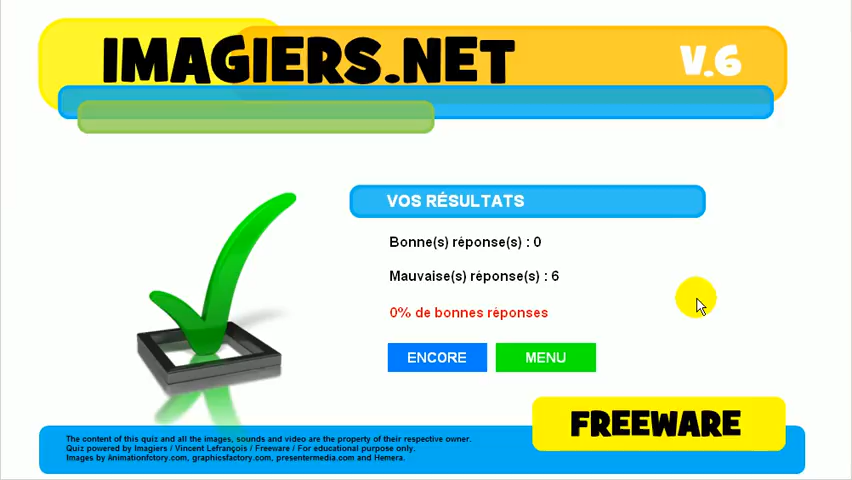 IMAGIERS.NET
V.6
VOS RÉSULTATS
Bonne(s) réponse(s) : 0
Mauvaise(s) réponse(s) : 6
0% de bonnes réponses
ENCORE
MENU
FREEWARE
The content of this quiz and all the images, sounds and video are the property of their respective owner.
Quiz powered by Imagiers / Vincent Lefrançois / Freeware / For educational purpose only.
Images by Animationfctory.com, graphicsfactory.com, presentermedia.com and Hemera.